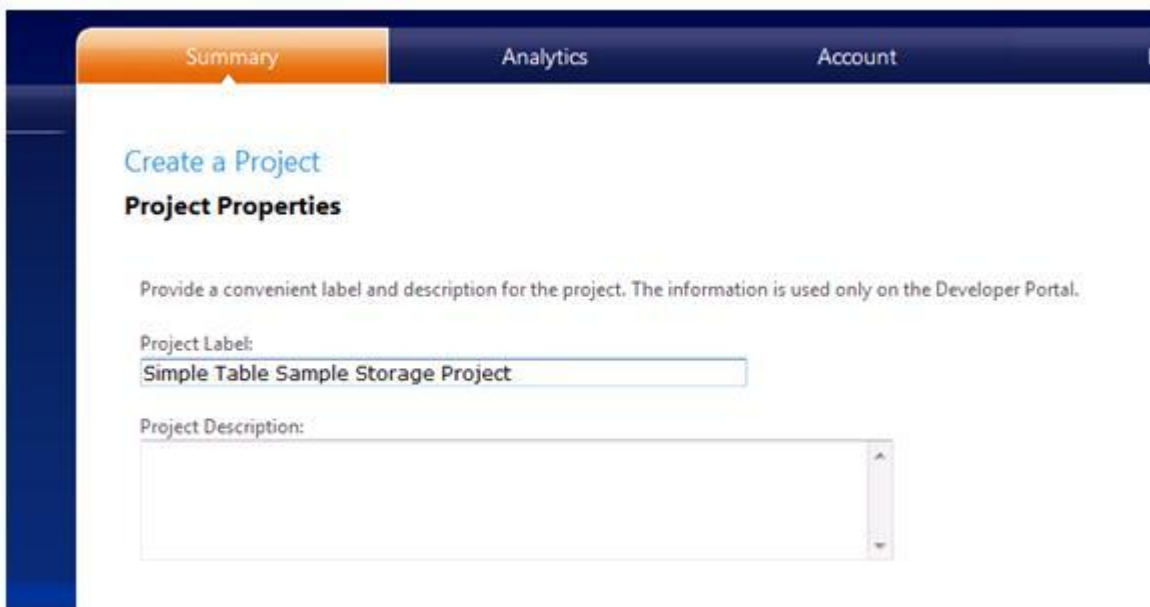 Summary Analytics Account
Create a Project
Project Properties
Provide a convenient label and description for the project. The information is used only on the Developer Portal.
Project Label:
Simple Table Sample Storage Project
Project Description: